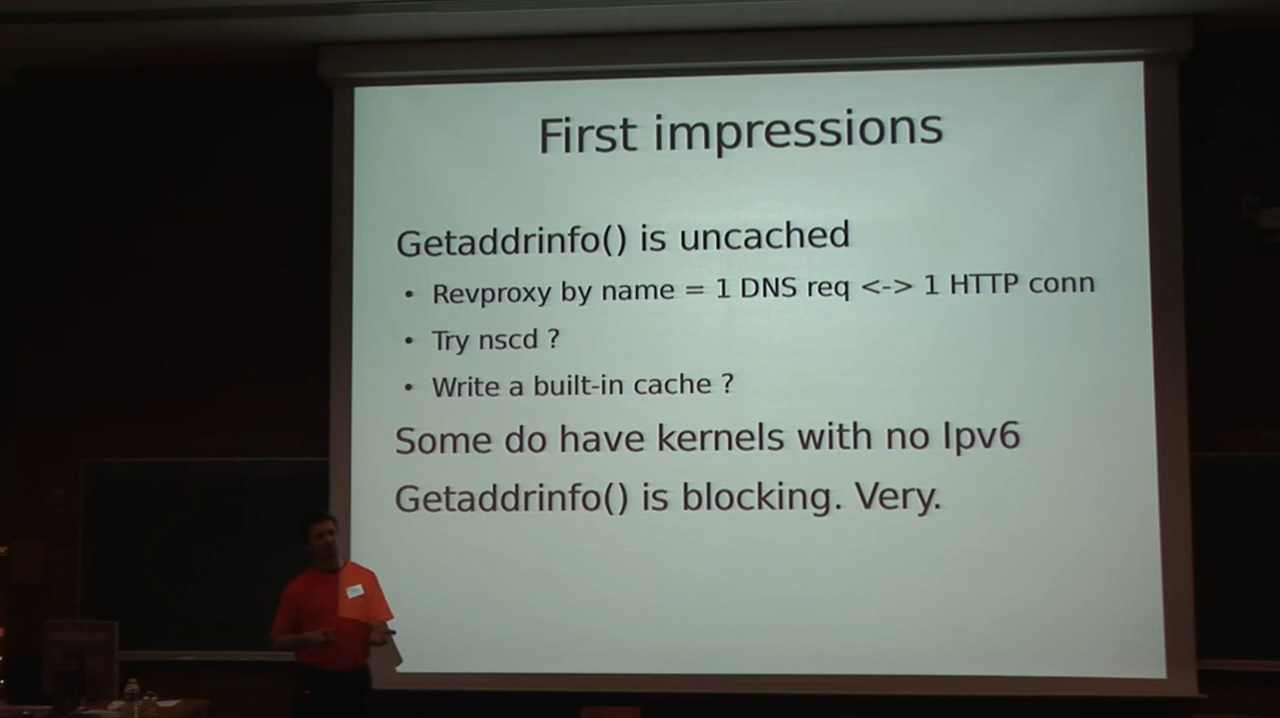 First impressions
Getaddrinfo() is uncached
• Revproxy by name = 1 DNS req <-> 1 HTTP conn
• Try nscd ?
• Write a built-in cache ?
Some do have kernels with no Ipv6
Getaddrinfo() is blocking. Very.